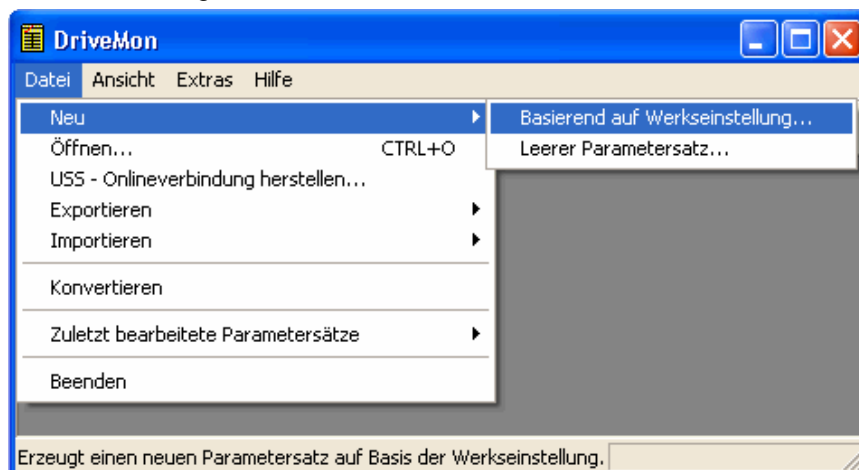 DriveMon
Datei Ansicht Extras Hilfe
Neu
Basierend auf Werkseinstellung...
Öffnen... CTRL+O
Leerer Parametersatz...
USS - Onlineverbindung herstellen...
Exportieren
Importieren
Konvertieren
Zuletzt bearbeitete Parametersätze
Beenden
Erzeugt einen neuen Parametersatz auf Basis der Werkseinstellung.